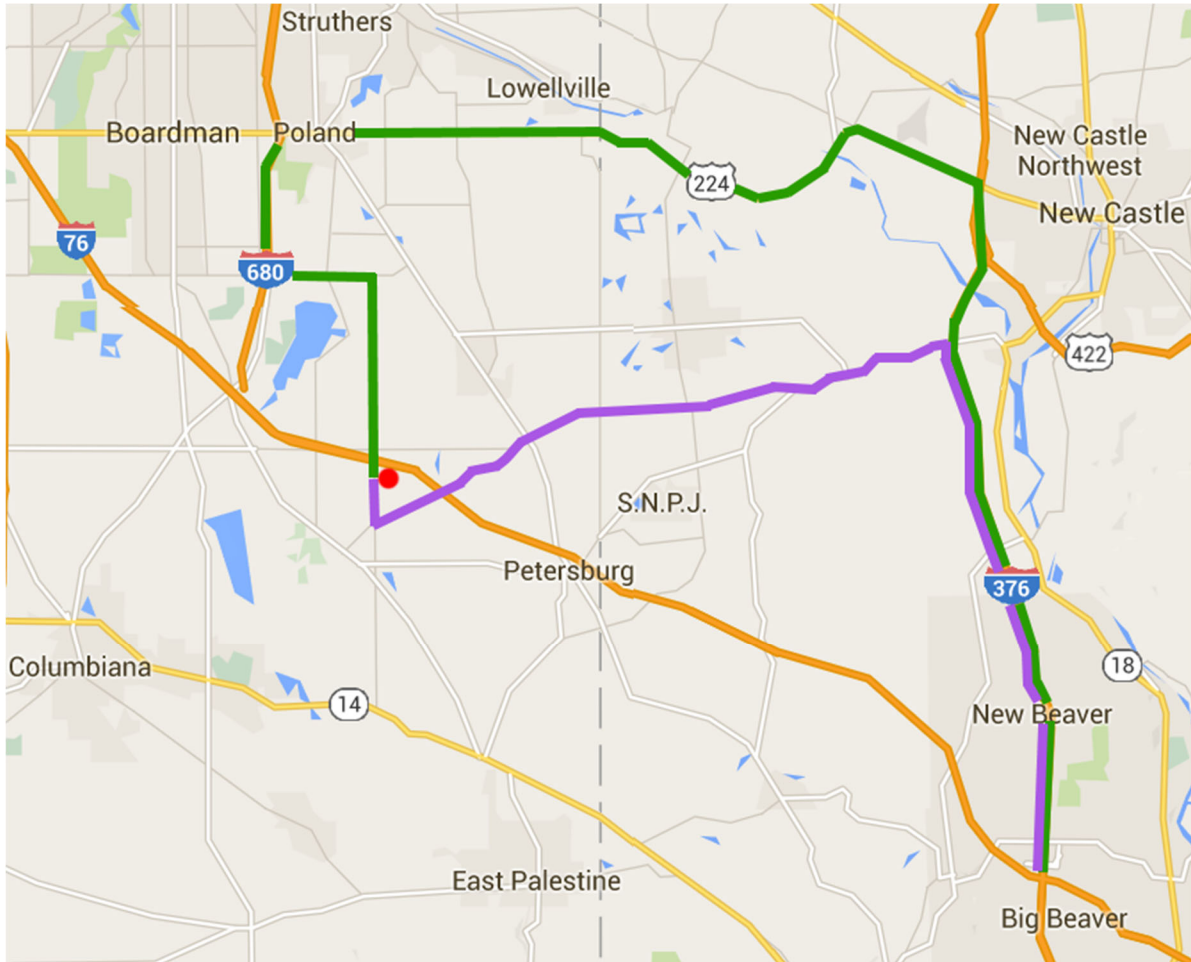 Struthers
Lowellville
Boardman
Poland
New Castle
Northwest
224
New Castle
76
680
422
S.N.P.J.
Petersburg
376
Columbiana
18
14
New Beaver
East Palestine
Big Beaver